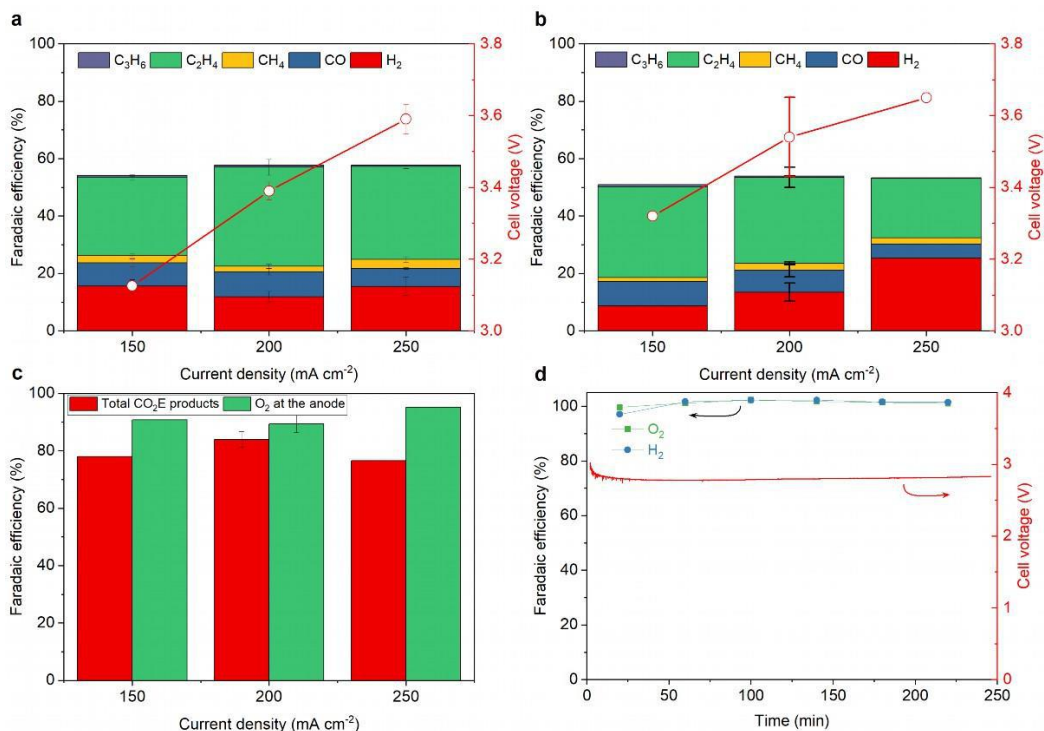 a
C₃H₆ C₂H₄ CH₄ CO H₂
Faradaic efficiency (%)
100
80
60
40
20
0
3.8
3.6
3.4
3.2
3.0
Cell voltage (V)
150 200 250
Current density (mA cm⁻²)
b
C₃H₆ C₂H₄ CH₄ CO H₂
Faradaic efficiency (%)
100
80
60
40
20
0
3.8
3.6
3.4
3.2
3.0
Cell voltage (V)
150 200 250
Current density (mA cm⁻²)
c
Total CO₂E products O₂ at the anode
Faradaic efficiency (%)
100
80
60
40
20
0
150 200 250
Current density (mA cm⁻²)
d
O₂
H₂
Faradaic efficiency (%)
100
80
60
40
20
0
4
3
2
1
0
Cell voltage (V)
0 50 100 150 200 250
Time (min)